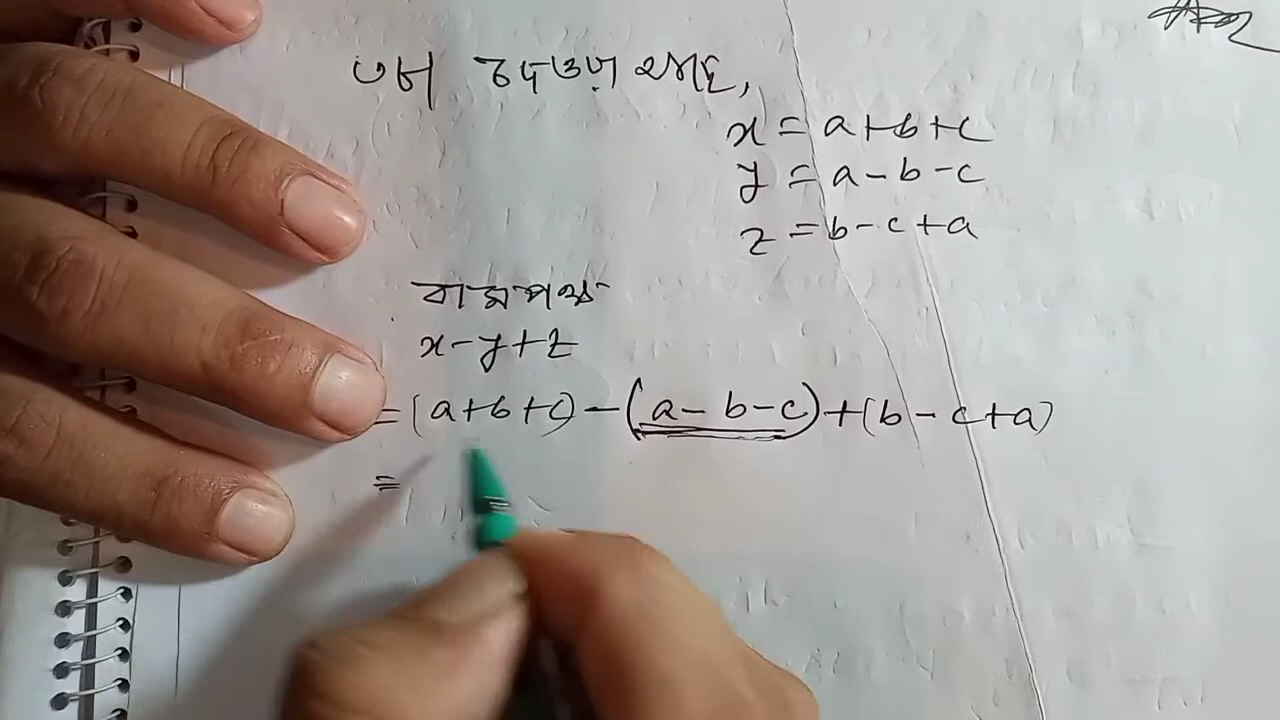 x = a+b+c
y = a-b-c
z = b-c+a
বামপক্ষ
x-y+z
= (a+b+c) - (a-b-c) + (b-c+a)
=